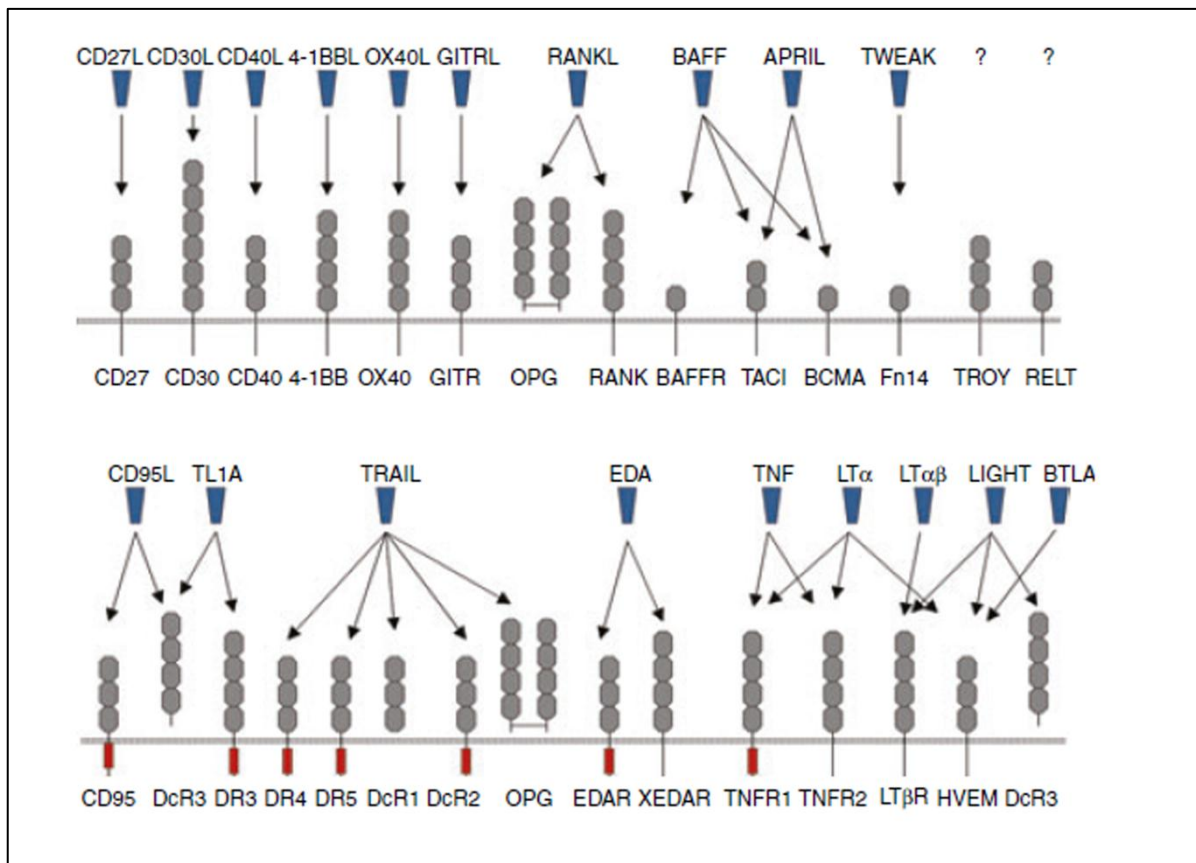 CD27L CD30L CD40L 4-1BBL OX40L GITRL RANKL BAFF APRIL TWEAK ? ?
CD27 CD30 CD40 4-1BB OX40 GITR OPG RANK BAFFR TACI BCMA Fn14 TROY RELT
CD95L TL1A TRAIL EDA TNF LTα LTαβ LIGHT BTLA
CD95 DcR3 DR3 DR4 DR5 DcR1 DcR2 OPG EDAR XEDAR TNFR1 TNFR2 LTβR HVEM DcR3